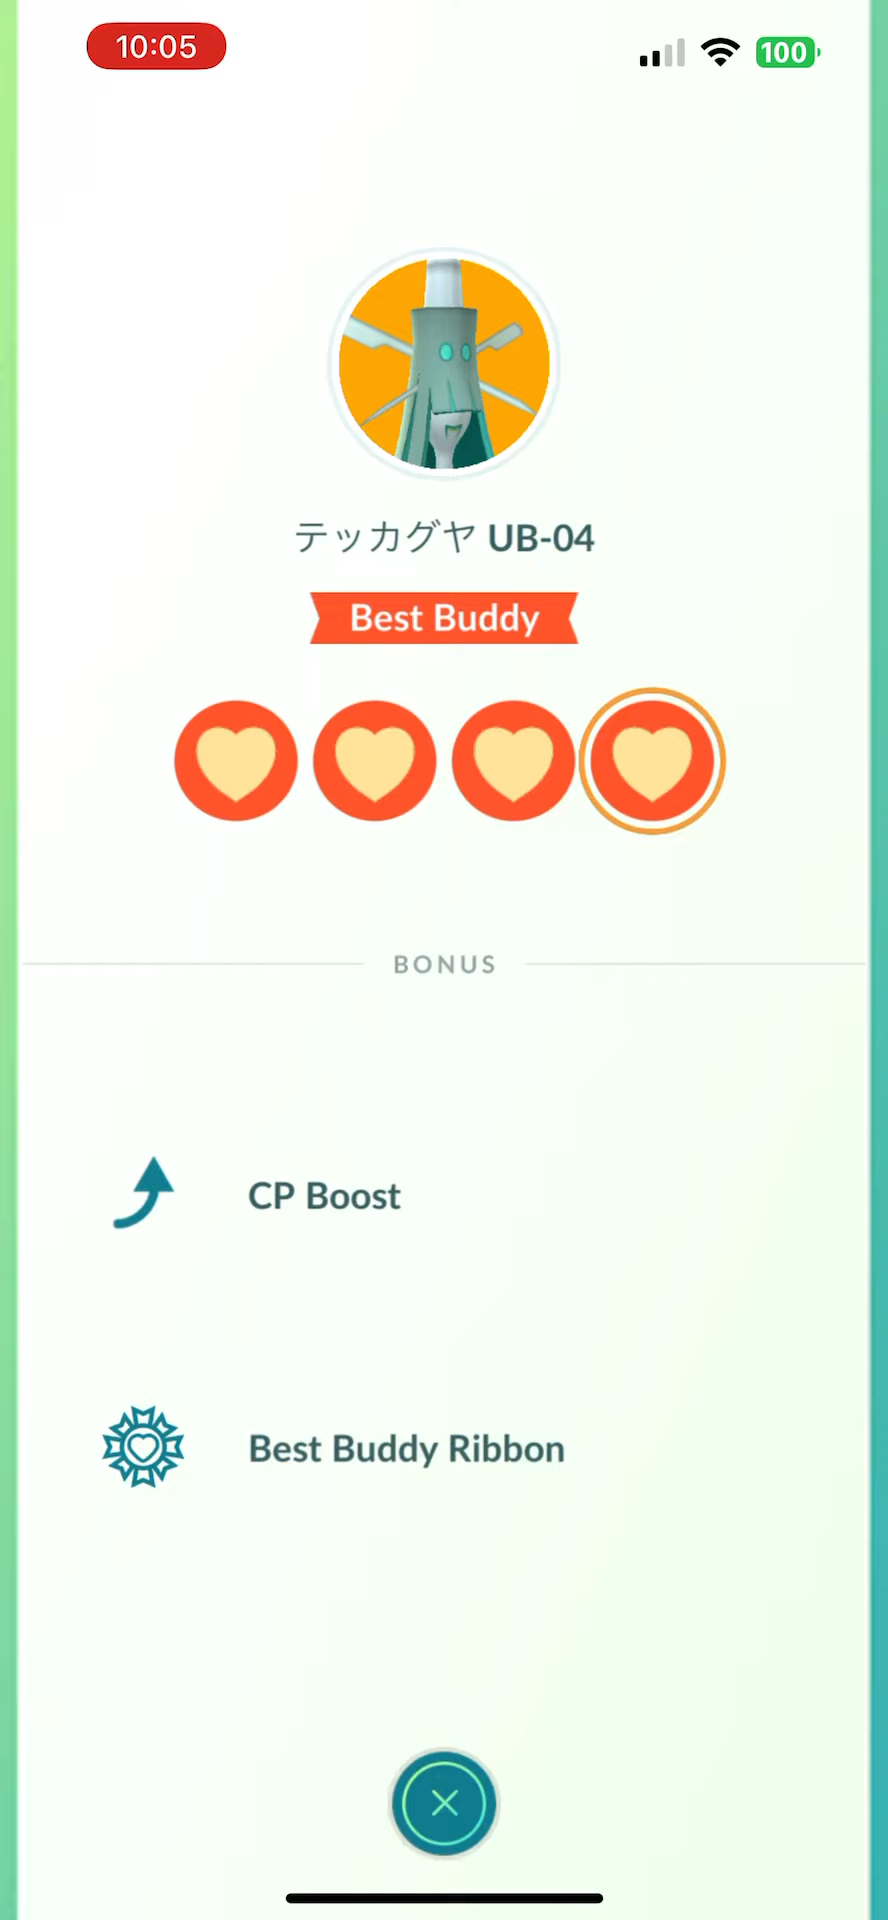 10:05
100
テッカグヤ UB-04
Best Buddy
BONUS
CP Boost
Best Buddy Ribbon